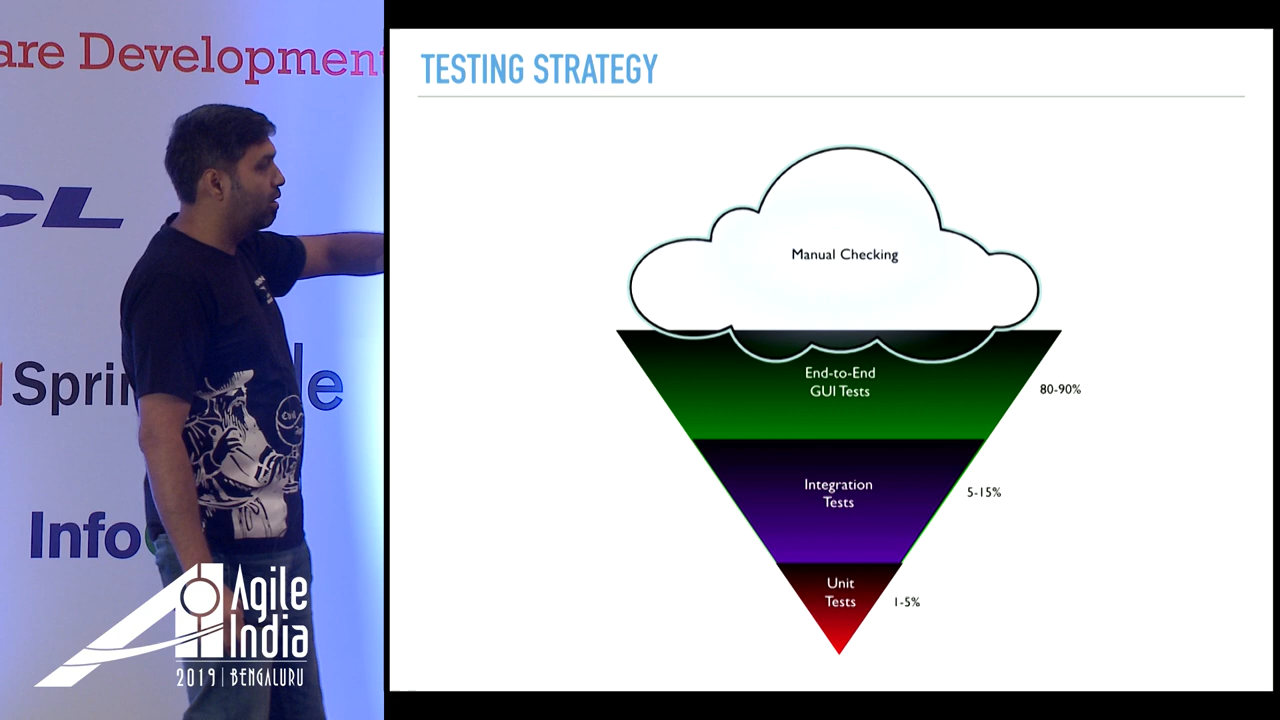 are Development
CL
Sprin le
Info
Agile
India
2019 | BENGALURU
TESTING STRATEGY
Manual Checking
End-to-End
GUI Tests
80-90%
Integration
Tests
5-15%
Unit
Tests
1-5%